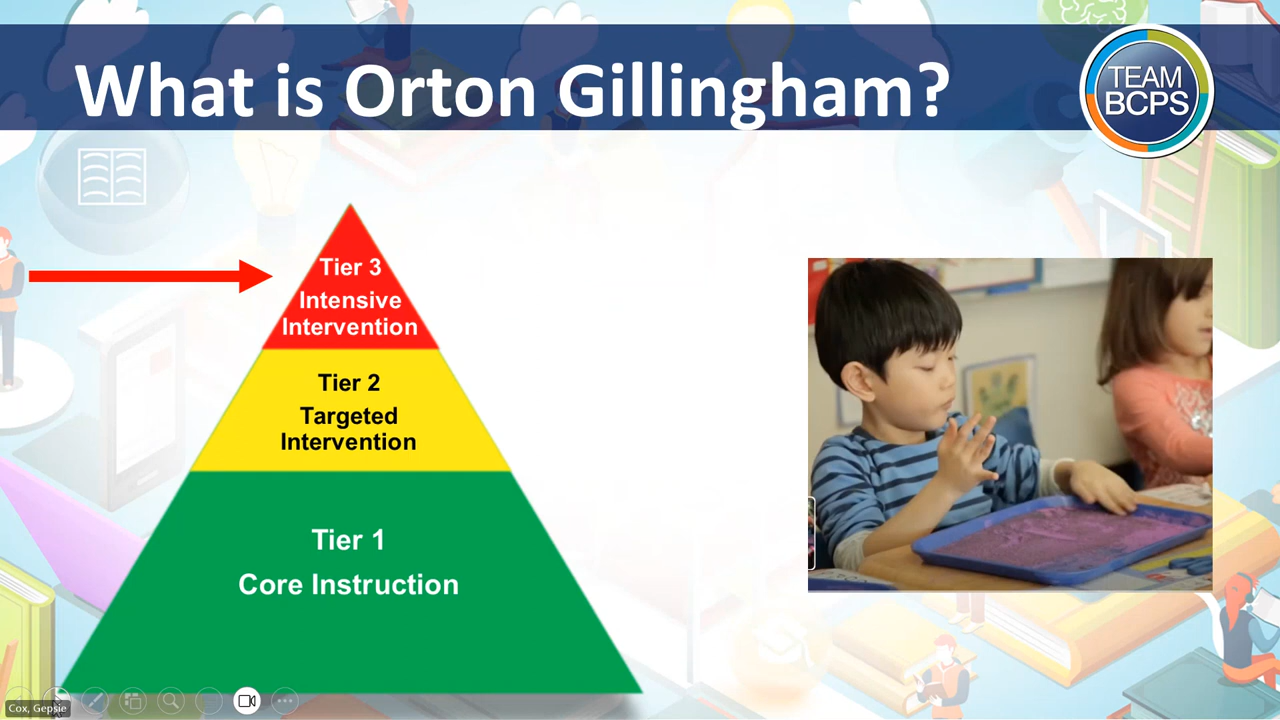 What is Orton Gillingham?
TEAM
BCPS
Tier 3
Intensive
Intervention
Tier 2
Targeted
Intervention
Tier 1
Core Instruction
Cox, Gepsie